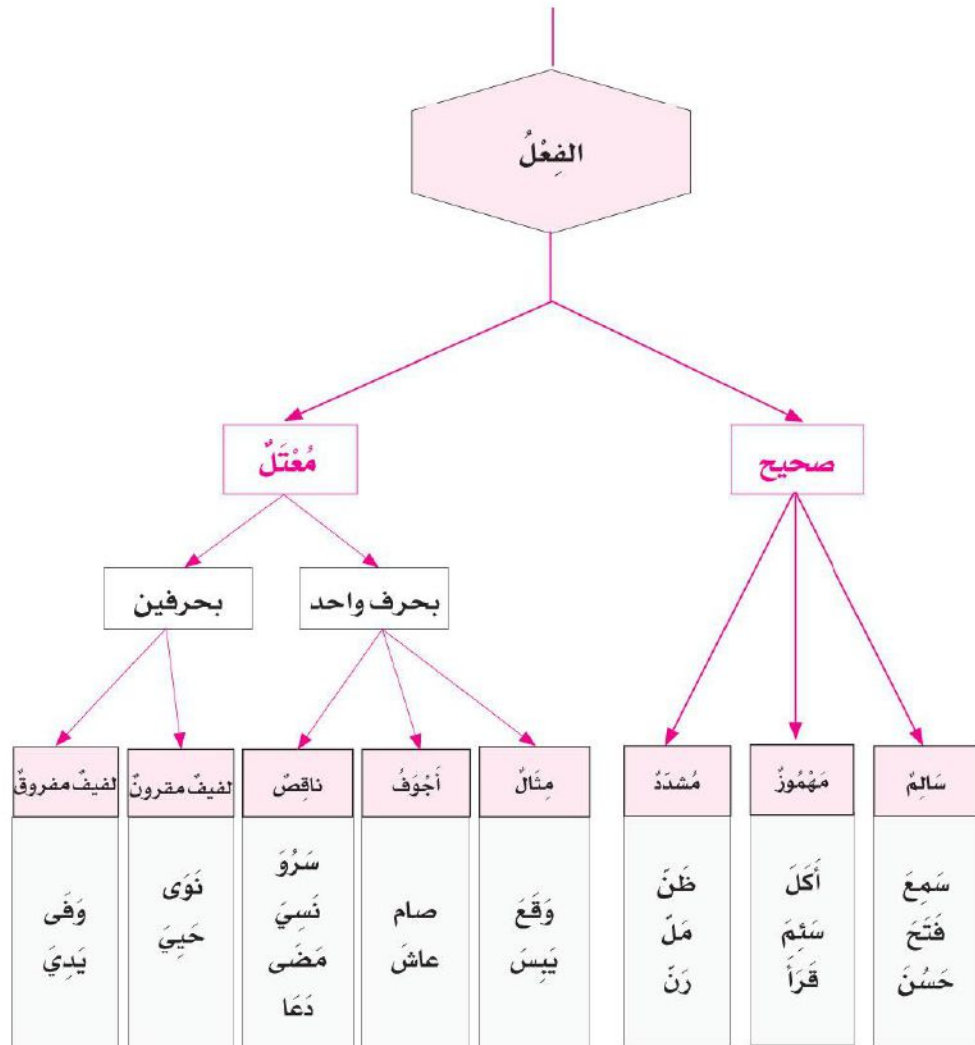 الفِعْلُ
صحيح
مُعْتَلٌ
بحرف واحد
بحرفين
سَالِمٌ
مَهْمُوزٌ
مُشدَدٌ
مِثَالٌ
أَجْوَفُ
ناقِصٌ
لفيفٌ مقرونٌ
لفيفٌ مفروقٌ
سَمِعَ
فَتَحَ
حَسُنَ
أَكَلَ
سَئِمَ
قَرَأَ
ظَنَّ
مَلَّ
رَنَّ
وَقَعَ
يَبِسَ
صام
عاشَ
سَرُوَ
نَسِيَ
مَضَى
دَعَا
نَوَى
حَيِيَ
وَفَى
يَدِيَ